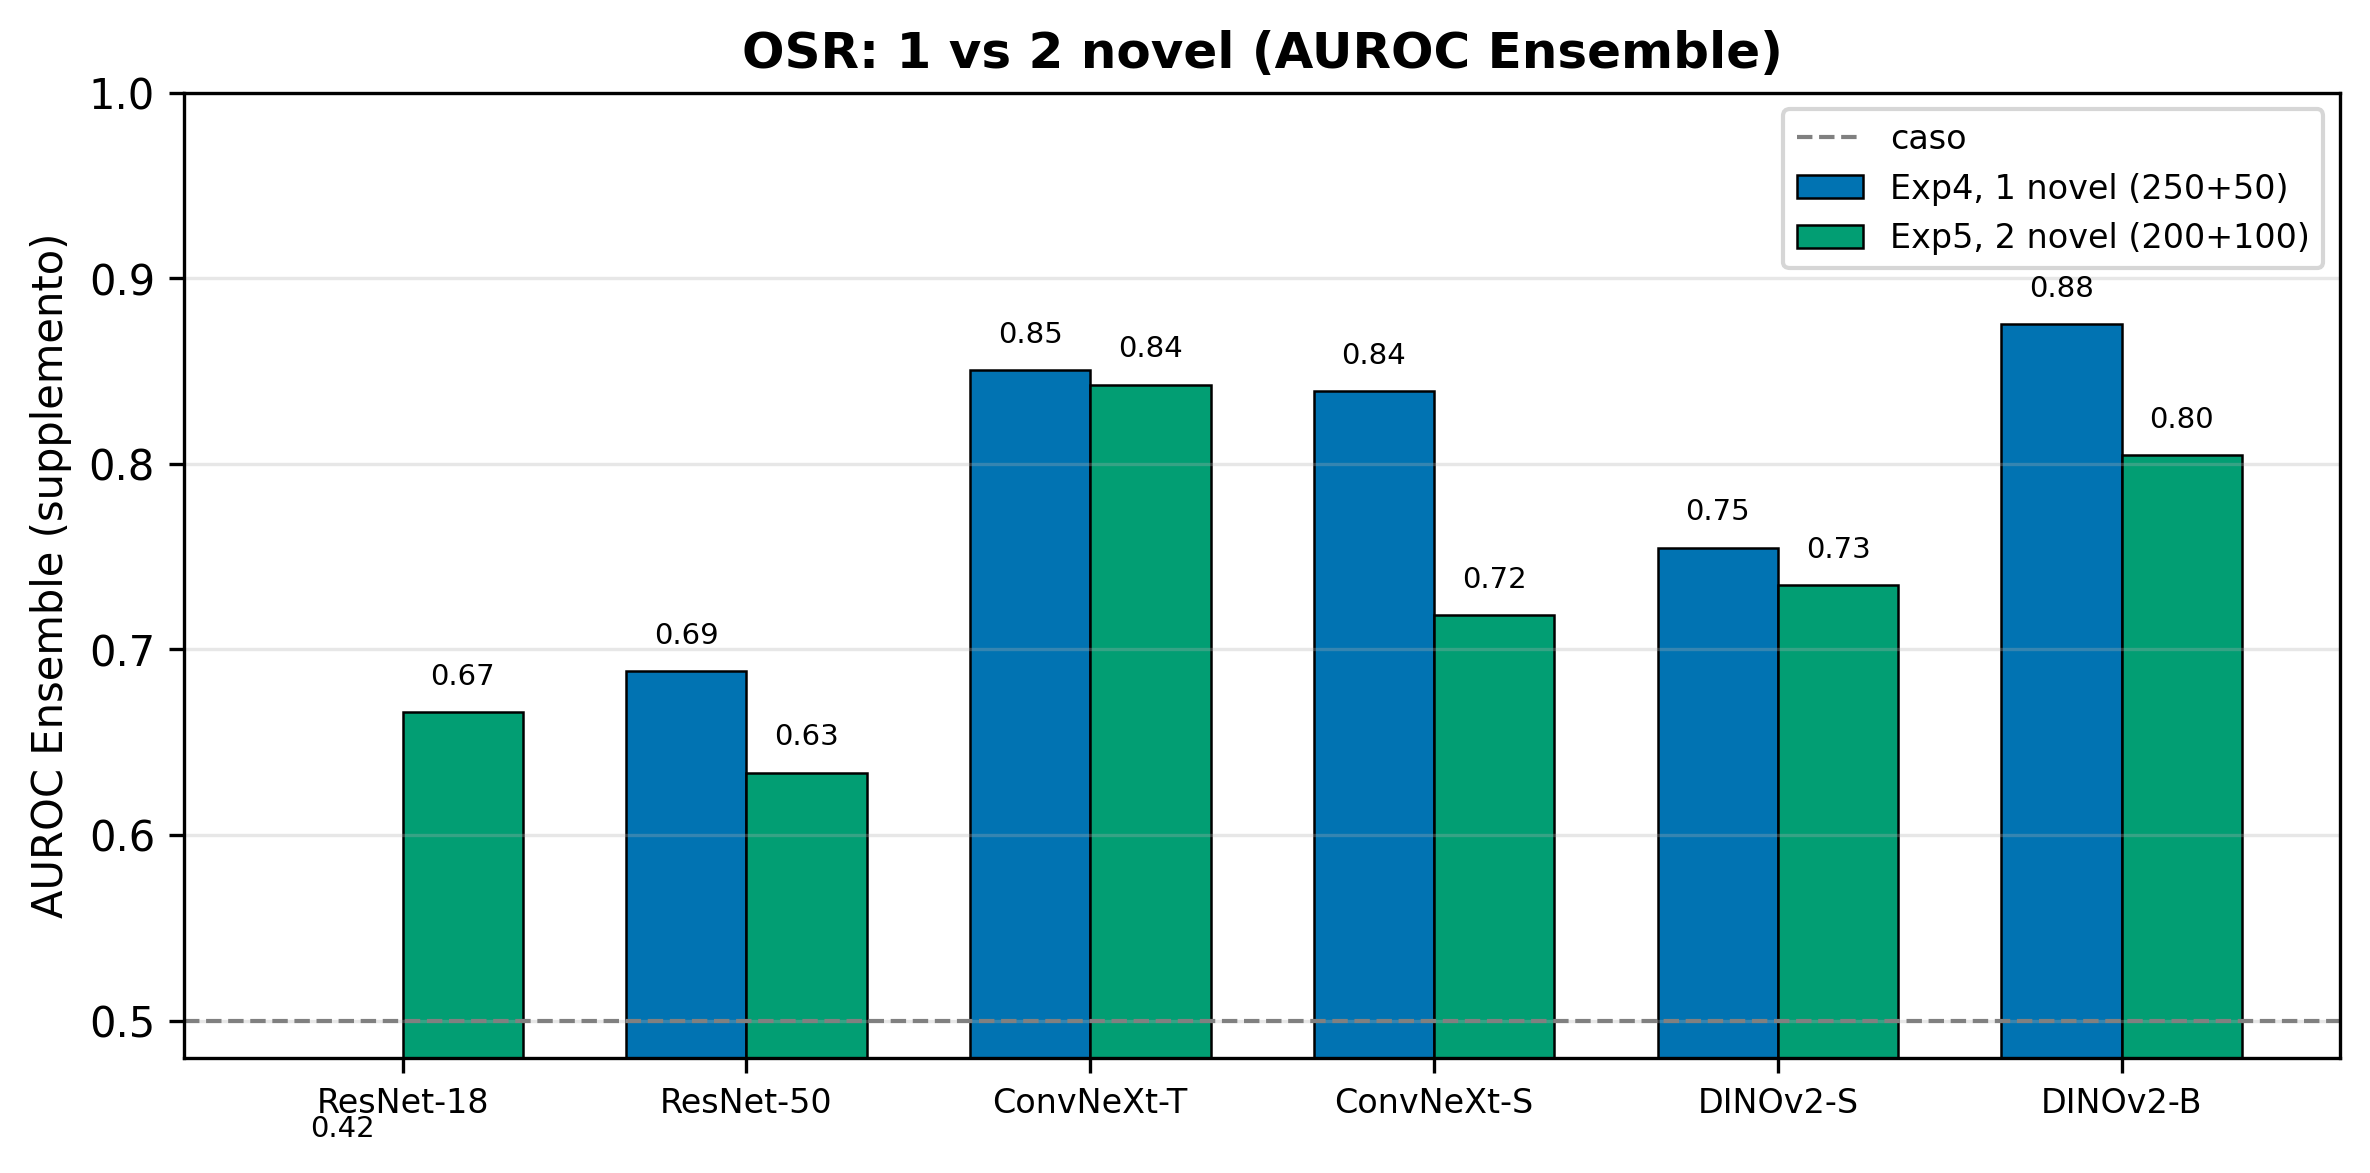 OSR: 1 vs 2 novel (AUROC Ensemble)
AUROC Ensemble (supplemento)
1.0
0.9
0.8
0.7
0.6
0.5
caso
Exp4, 1 novel (250+50)
Exp5, 2 novel (200+100)
0.42
0.67
0.69
0.63
0.85
0.84
0.84
0.72
0.75
0.73
0.88
0.80
ResNet-18
ResNet-50
ConvNeXt-T
ConvNeXt-S
DINOv2-S
DINOv2-B